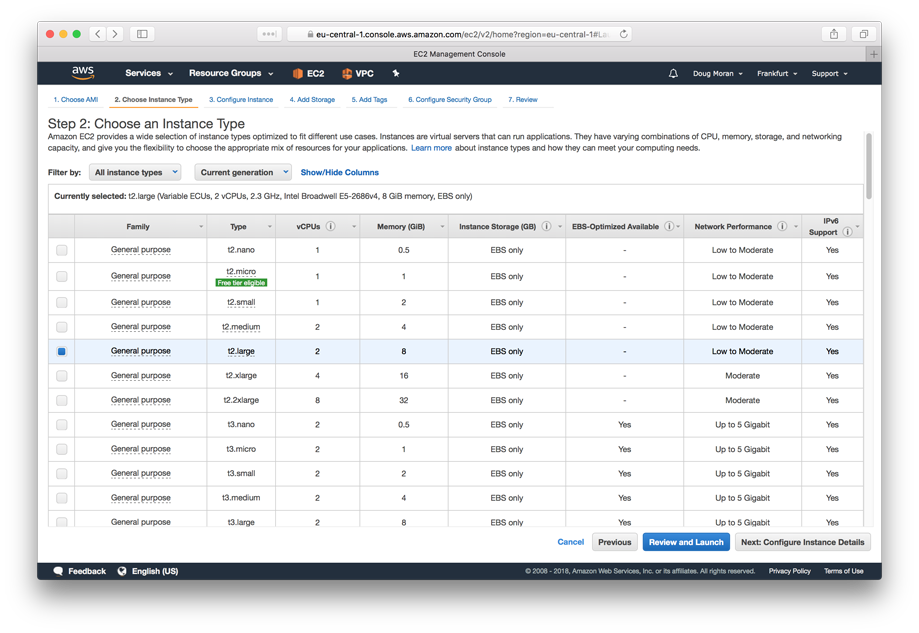 eu-central-1.console.aws.amazon.com/ec2/v2/home?region=eu-central-1#La
EC2 Management Console
aws Services Resource Groups EC2 VPC Doug Moran Frankfurt Support
1. Choose AMI 2. Choose Instance Type 3. Configure Instance 4. Add Storage 5. Add Tags 6. Configure Security Group 7. Review
Step 2: Choose an Instance Type
Amazon EC2 provides a wide selection of instance types optimized to fit different use cases. Instances are virtual servers that can run applications. They have varying combinations of CPU, memory, storage, and networking
capacity, and give you the flexibility to choose the appropriate mix of resources for your applications. Learn more about instance types and how they can meet your computing needs.
Filter by: All instance types Current generation Show/Hide Columns
Currently selected: t2.large (Variable ECUs, 2 vCPUs, 2.3 GHz, Intel Broadwell E5-2686v4, 8 GiB memory, EBS only)
Family Type vCPUs Memory (GiB) Instance Storage (GB) EBS-Optimized Available Network Performance IPv6 Support
General purpose t2.nano 1 0.5 EBS only - Low to Moderate Yes
General purpose t2.micro 1 1 EBS only - Low to Moderate Yes
Free tier eligible
General purpose t2.small 1 2 EBS only - Low to Moderate Yes
General purpose t2.medium 2 4 EBS only - Low to Moderate Yes
General purpose t2.large 2 8 EBS only - Low to Moderate Yes
General purpose t2.xlarge 4 16 EBS only - Moderate Yes
General purpose t2.2xlarge 8 32 EBS only - Moderate Yes
General purpose t3.nano 2 0.5 EBS only Yes Up to 5 Gigabit Yes
General purpose t3.micro 2 1 EBS only Yes Up to 5 Gigabit Yes
General purpose t3.small 2 2 EBS only Yes Up to 5 Gigabit Yes
General purpose t3.medium 2 4 EBS only Yes Up to 5 Gigabit Yes
General purpose t3.large 2 8 EBS only Yes Up to 5 Gigabit Yes
Cancel Previous Review and Launch Next: Configure Instance Details
Feedback English (US) © 2008 - 2018, Amazon Web Services, Inc. or its affiliates. All rights reserved. Privacy Policy Terms of Use